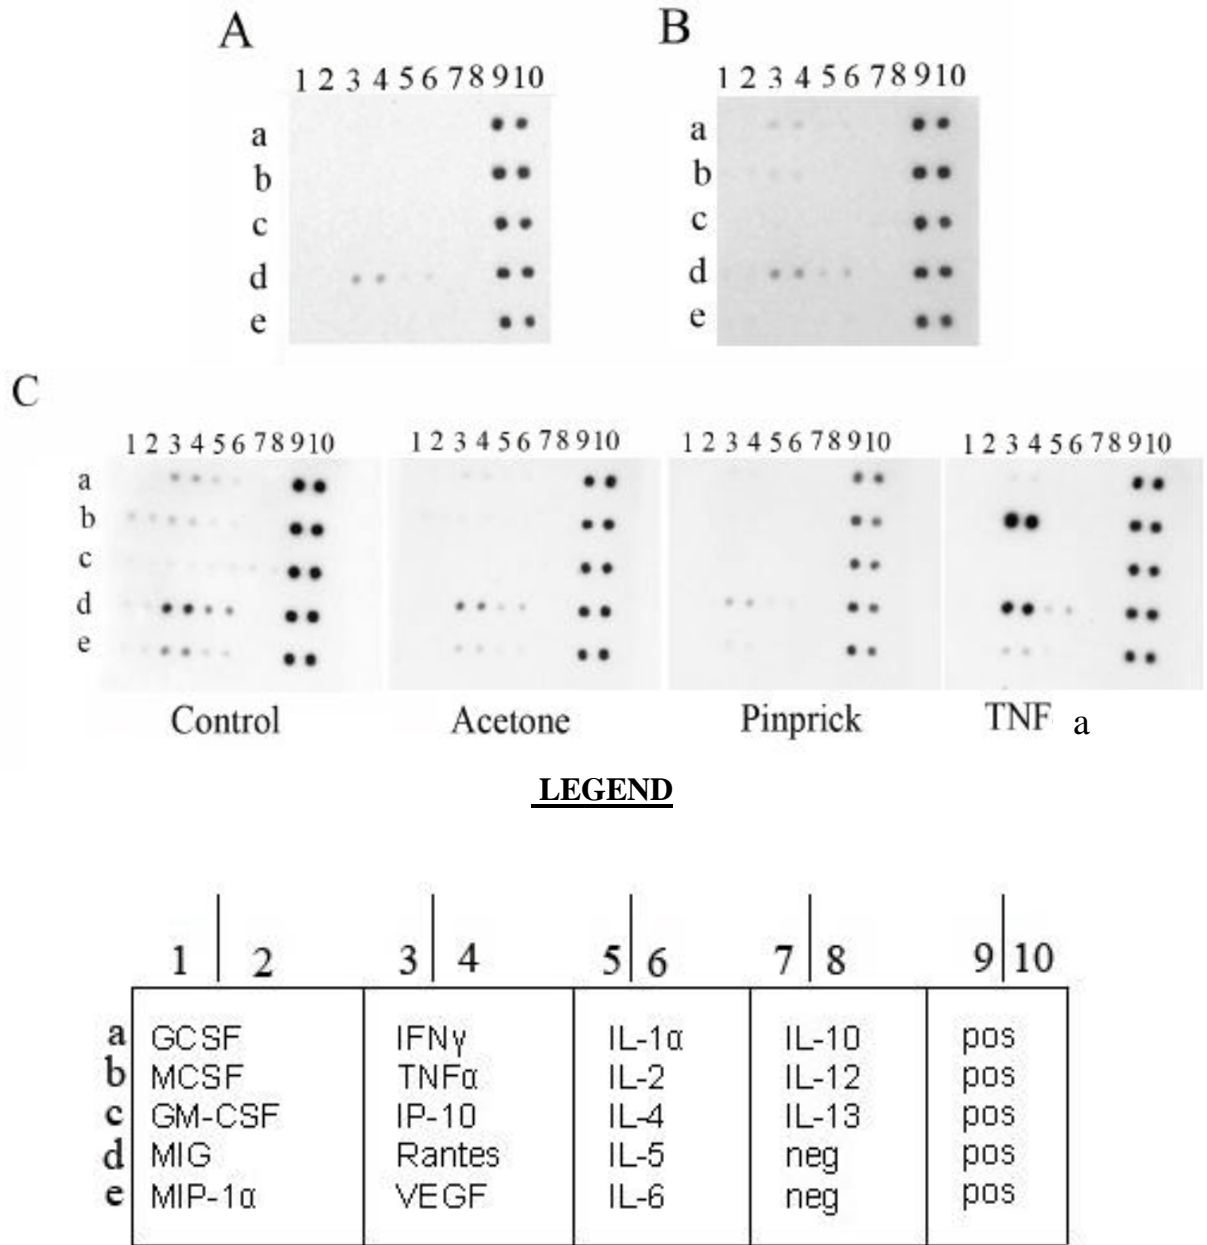 A
B
1 2 3 4 5 6 7 8 9 10
1 2 3 4 5 6 7 8 9 10
a
a
b
b
c
c
d
d
e
e
C
1 2 3 4 5 6 7 8 9 10
1 2 3 4 5 6 7 8 9 10
1 2 3 4 5 6 7 8 9 10
1 2 3 4 5 6 7 8 9 10
a
b
c
d
e
Control Acetone Pinprick TNF a
LEGEND
1 2 3 4 5 6 7 8 9 10
a GCSF IFNγ IL-1α IL-10 pos
b MCSF TNFα IL-2 IL-12 pos
c GM-CSF IP-10 IL-4 IL-13 pos
d MIG Rantes IL-5 neg pos
e MIP-1α VEGF IL-6 neg pos